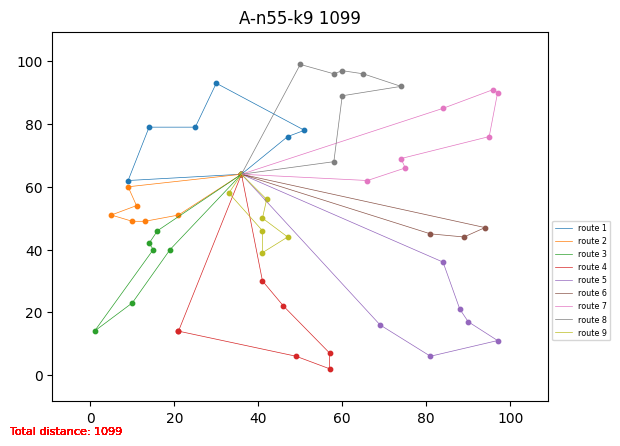 A-n55-k9 1099
100
80
60
40
20
0
0 20 40 60 80 100
route 1
route 2
route 3
route 4
route 5
route 6
route 7
route 8
route 9
Total distance: 1099